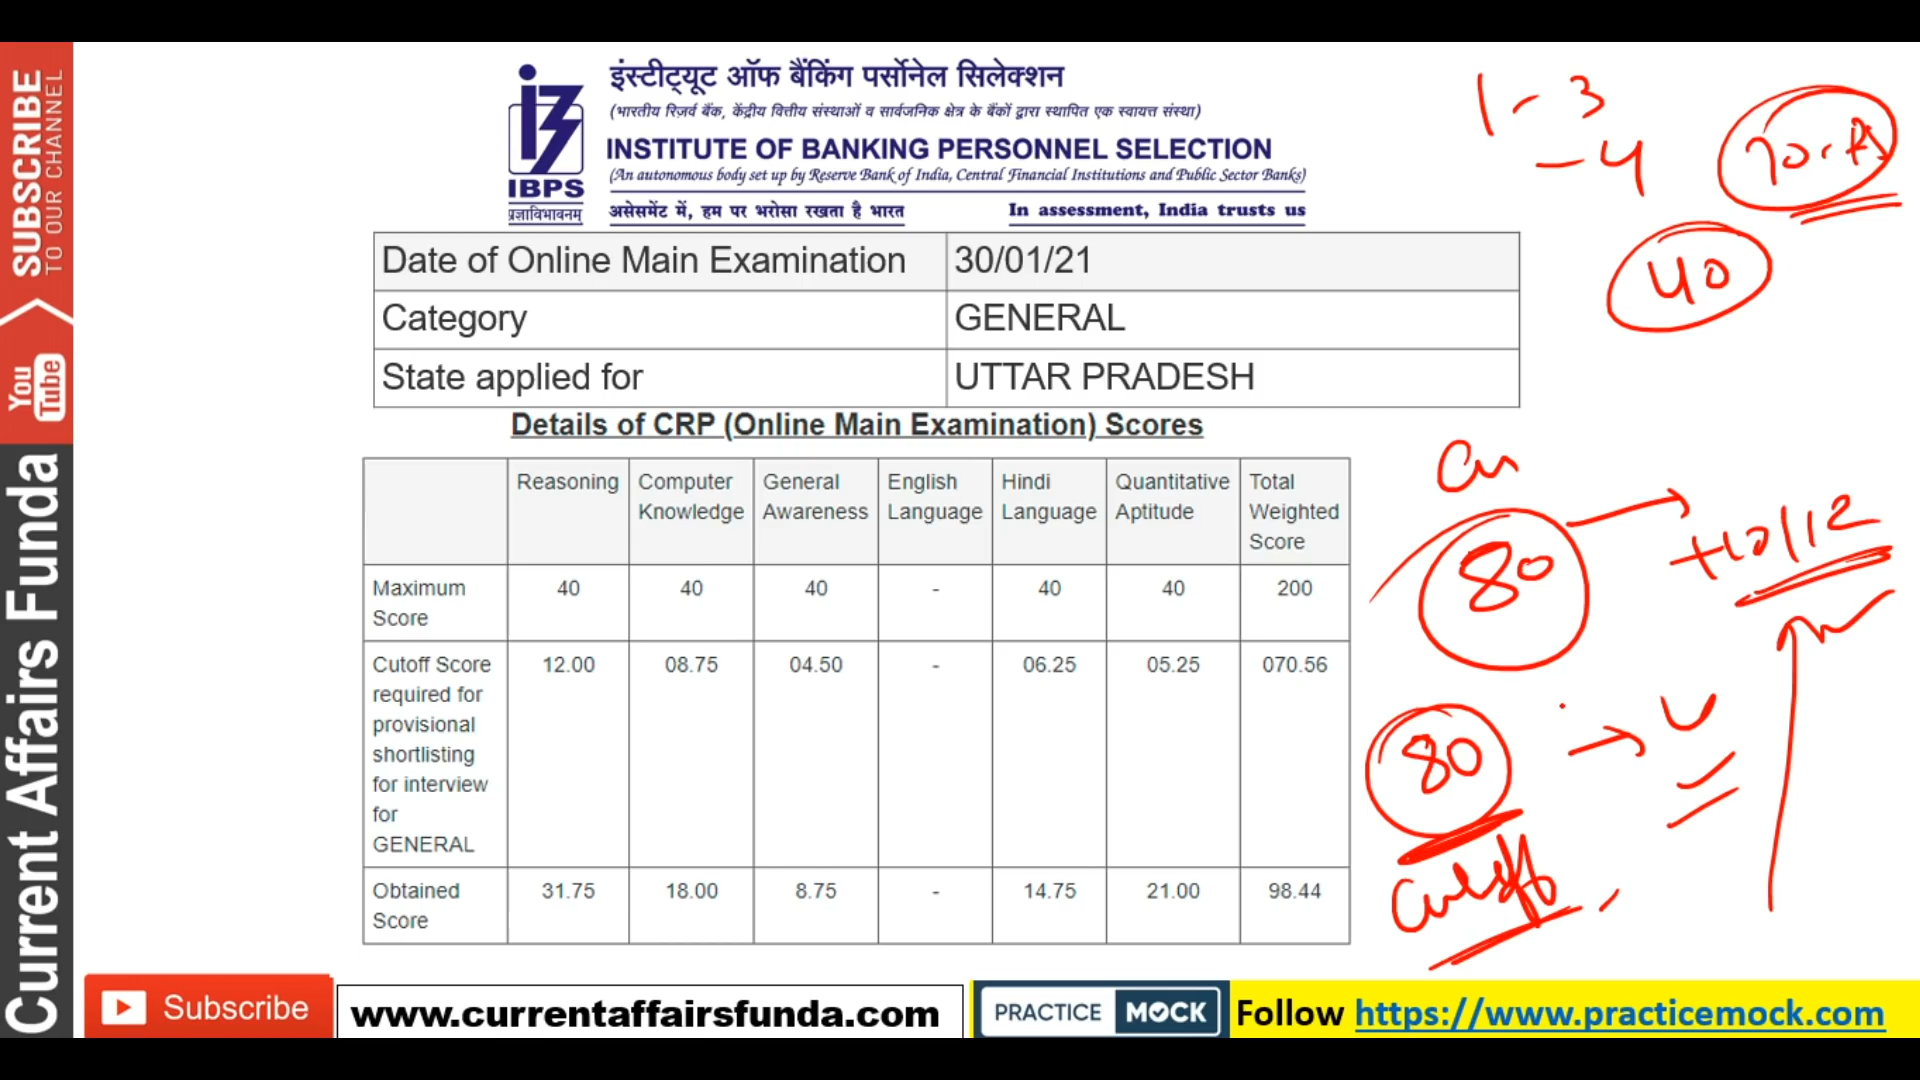 SUBSCRIBE
TO OUR CHANNEL
You
Tube
Current Affairs Funda
IBPS
प्रज्ञाविभावनम्
इंस्टीट्यूट ऑफ बैंकिंग पर्सोनेल सिलेक्शन
(भारतीय रिज़र्व बैंक, केंद्रीय वित्तीय संस्थाओं व सार्वजनिक क्षेत्र के बैंकों द्वारा स्थापित एक स्वायत्त संस्था)
INSTITUTE OF BANKING PERSONNEL SELECTION
(An autonomous body set up by Reserve Bank of India, Central Financial Institutions and Public Sector Banks)
असेसमेंट में, हम पर भरोसा रखता है भारत In assessment, India trusts us
1 - 3
- 4
40
Date of Online Main Examination 30/01/21
Category GENERAL
State applied for UTTAR PRADESH
Details of CRP (Online Main Examination) Scores
Reasoning Computer Knowledge General Awareness English Language Hindi Language Quantitative Aptitude Total Weighted Score
Maximum Score 40 40 40 - 40 40 200
Cutoff Score required for provisional shortlisting for interview for GENERAL 12.00 08.75 04.50 - 06.25 05.25 070.56
Obtained Score 31.75 18.00 8.75 - 14.75 21.00 98.44
80
+10/12
80
Cutoff
Subscribe
www.currentaffairsfunda.com
PRACTICE MOCK
Follow https://www.practicemock.com